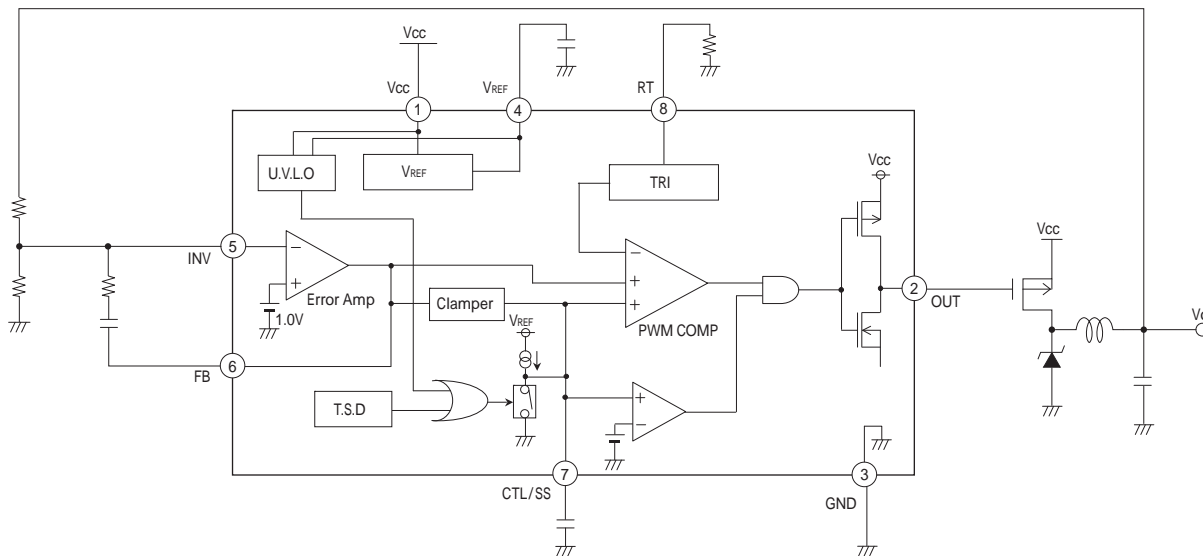 Vcc
Vcc
VREF
RT
1
4
8
U.V.L.O
VREF
TRI
Vcc
5
INV
Error Amp
1.0V
Clamper
PWM COMP
VREF
2
OUT
Vcc
6
FB
T.S.D
7
CTL/SS
3
GND